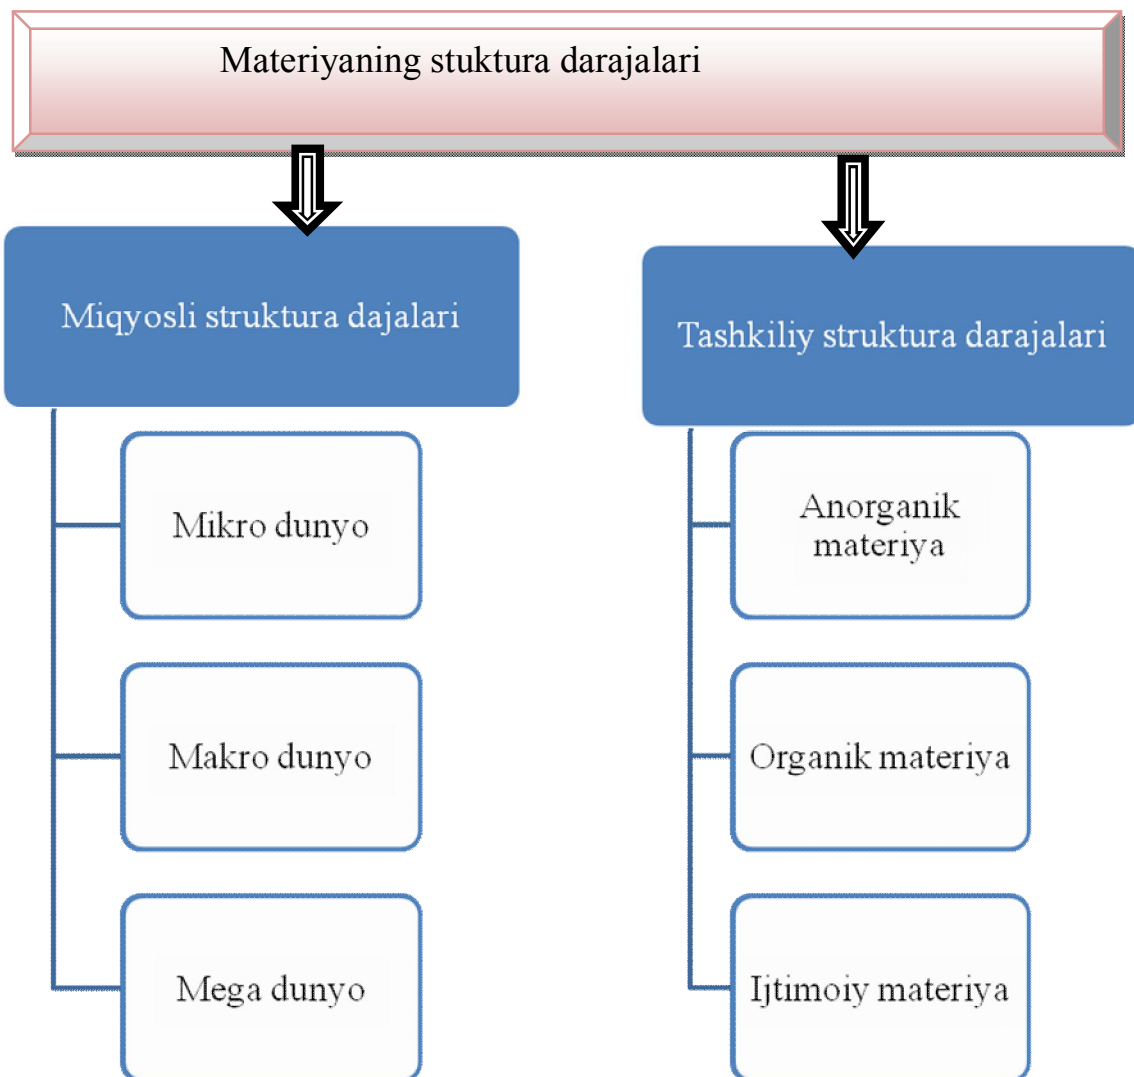 Materiyaning stuktura darajalari
Miqyosli struktura dajalari
Mikro dunyo
Makro dunyo
Mega dunyo
Tashkiliy struktura darajalari
Anorganik
materiya
Organik materiya
Ijtimoiy materiya